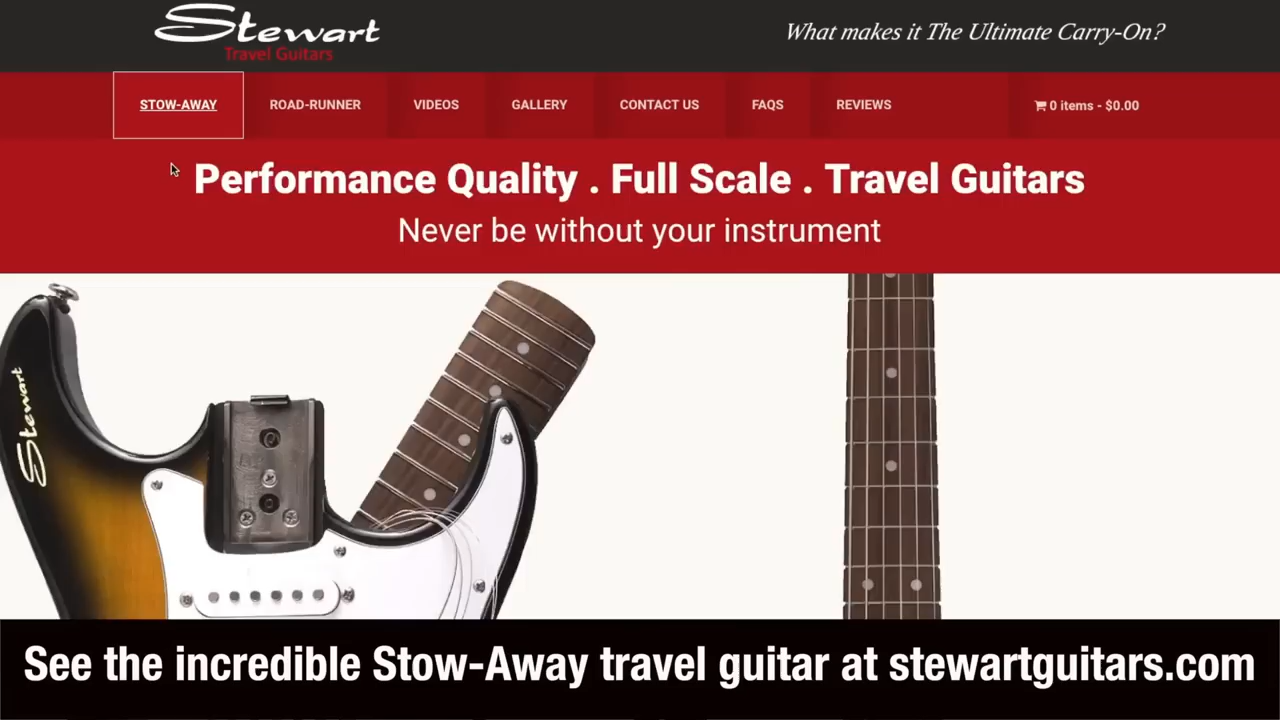 Stewart
Travel Guitars
What makes it The Ultimate Carry-On?
STOW-AWAY
ROAD-RUNNER
VIDEOS
GALLERY
CONTACT US
FAQS
REVIEWS
0 items - $0.00
Performance Quality . Full Scale . Travel Guitars
Never be without your instrument
Stewart
See the incredible Stow-Away travel guitar at stewartguitars.com